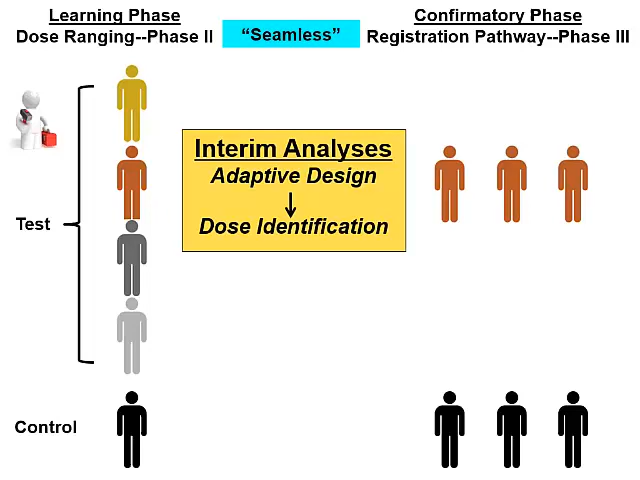 Learning Phase
Dose Ranging--Phase II
“Seamless”
Confirmatory Phase
Registration Pathway--Phase III
Interim Analyses
Adaptive Design
Dose Identification
Test
Control